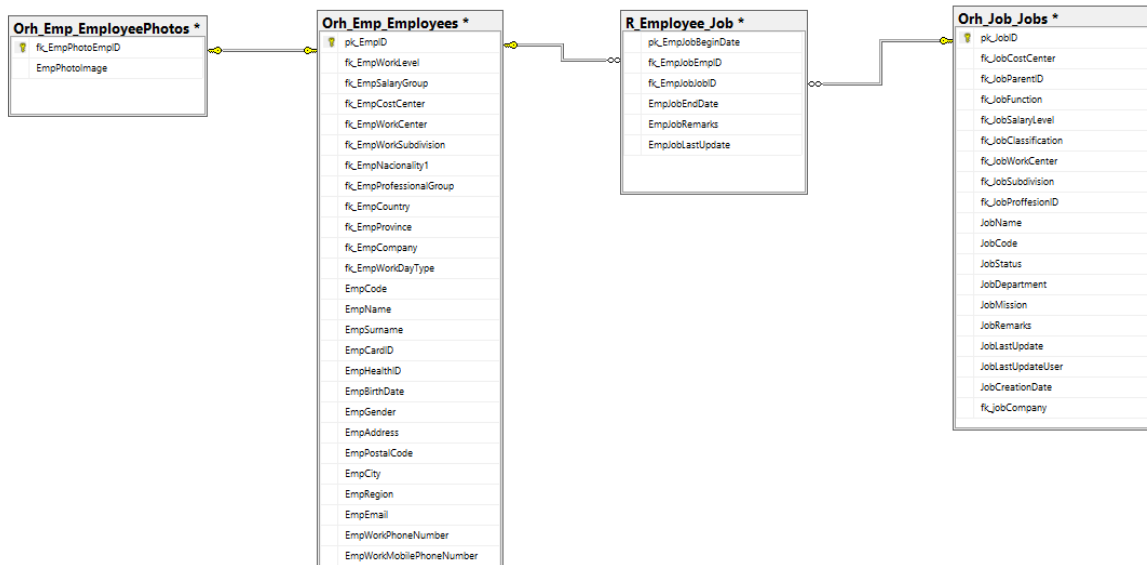 Orh_Emp_EmployeePhotos *
fk_EmpPhotoEmpID
EmpPhotoImage
Orh_Emp_Employees *
pk_EmpID
fk_EmpWorkLevel
fk_EmpSalaryGroup
fk_EmpCostCenter
fk_EmpWorkCenter
fk_EmpWorkSubdivision
fk_EmpNacionality1
fk_EmpProfessionalGroup
fk_EmpCountry
fk_EmpProvince
fk_EmpCompany
fk_EmpWorkDayType
EmpCode
EmpName
EmpSurname
EmpCardID
EmpHealthID
EmpBirthDate
EmpGender
EmpAddress
EmpPostalCode
EmpCity
EmpRegion
EmpEmail
EmpWorkPhoneNumber
EmpWorkMobilePhoneNumber
R_Employee_Job *
pk_EmpJobBeginDate
fk_EmpJobEmpID
fk_EmpJobJobID
EmpJobEndDate
EmpJobRemarks
EmpJobLastUpdate
Orh_Job_Jobs *
pk_JobID
fk_JobCostCenter
fk_JobParentID
fk_JobFunction
fk_JobSalaryLevel
fk_JobClassification
fk_JobWorkCenter
fk_JobSubdivision
fk_JobProffesionID
JobName
JobCode
JobStatus
JobDepartment
JobMission
JobRemarks
JobLastUpdate
JobLastUpdateUser
JobCreationDate
fk_jobCompany